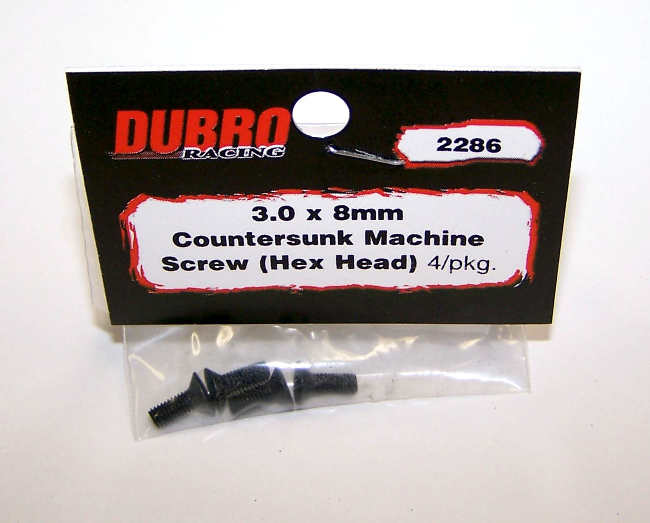 DUBRO
RACING
2286
3.0 x 8mm
Countersunk Machine
Screw (Hex Head) 4/pkg.